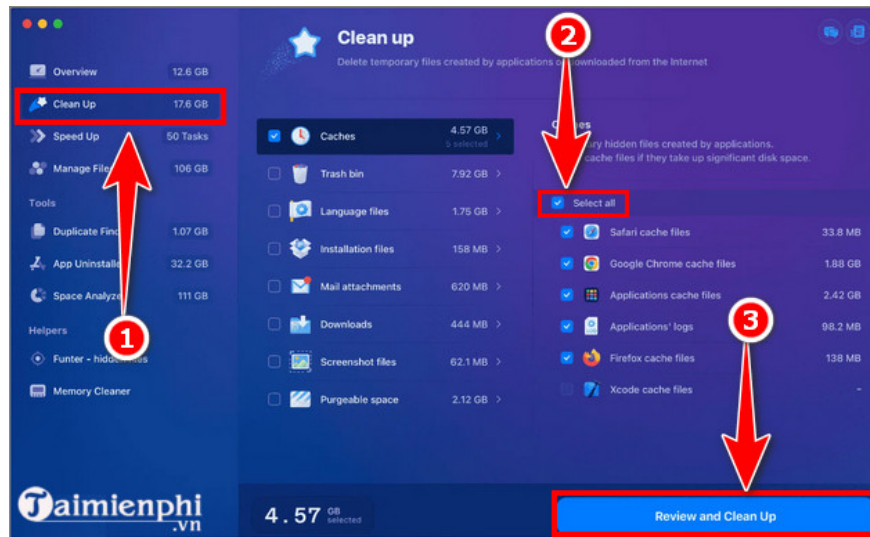 Overview 12.6 GB
Clean Up 17.6 GB
Speed Up 50 Tasks
Manage File 106 GB
Tools
Duplicate Find 1.07 GB
App Uninstalle 32.2 GB
Space Analyze 111 GB
Helpers
Funter - hidden files
Memory Cleaner
1
Taimienphi
.vn
Clean up
Delete temporary files created by applications or downloaded from the Internet
2
Caches 4.57 GB
5 selected
Trash bin 7.92 GB
Language files 1.75 GB
Installation files 158 MB
Mail attachments 620 MB
Downloads 444 MB
Screenshot files 62.1 MB
Purgeable space 2.12 GB
hidden files created by applications.
cache files if they take up significant disk space.
Select all
Safari cache files 33.8 MB
Google Chrome cache files 1.88 GB
Applications cache files 2.42 GB
Applications' logs 98.2 MB
Firefox cache files 138 MB
Xcode cache files -
3
4.57 GB
selected
Review and Clean Up